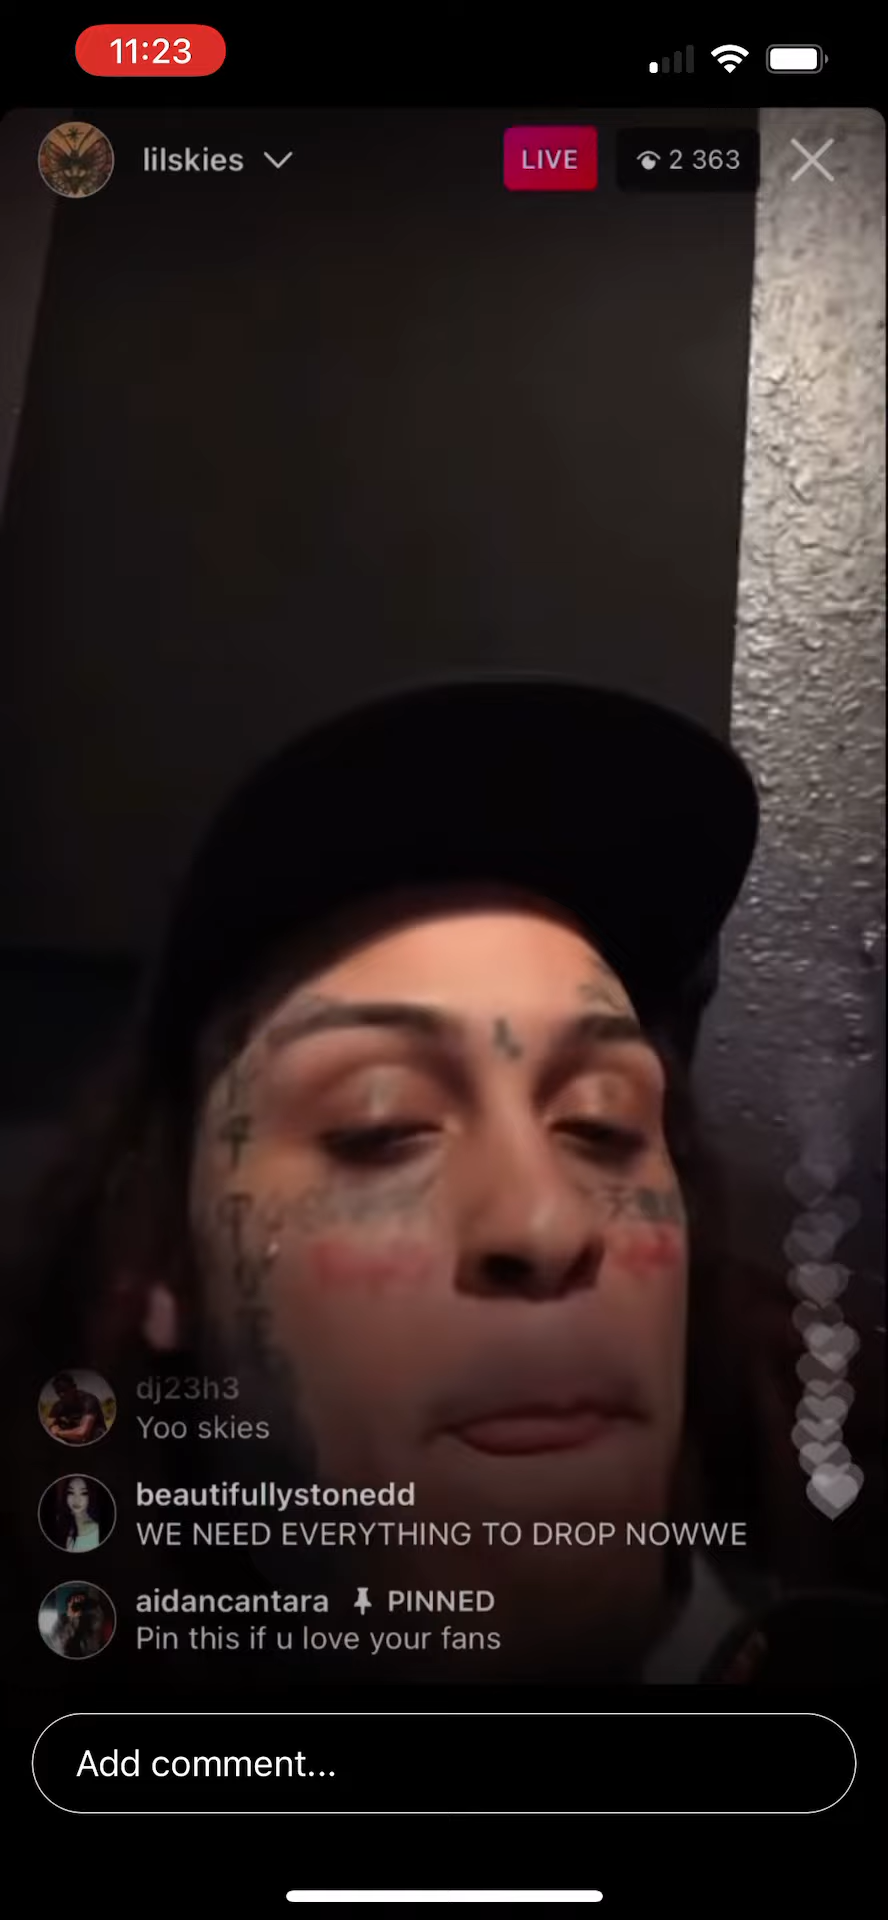 11:23
lilskies
LIVE
2 363
dj23h3
Yoo skies
beautifullystonedd
WE NEED EVERYTHING TO DROP NOWWE
aidancantara PINNED
Pin this if u love your fans
Add comment...